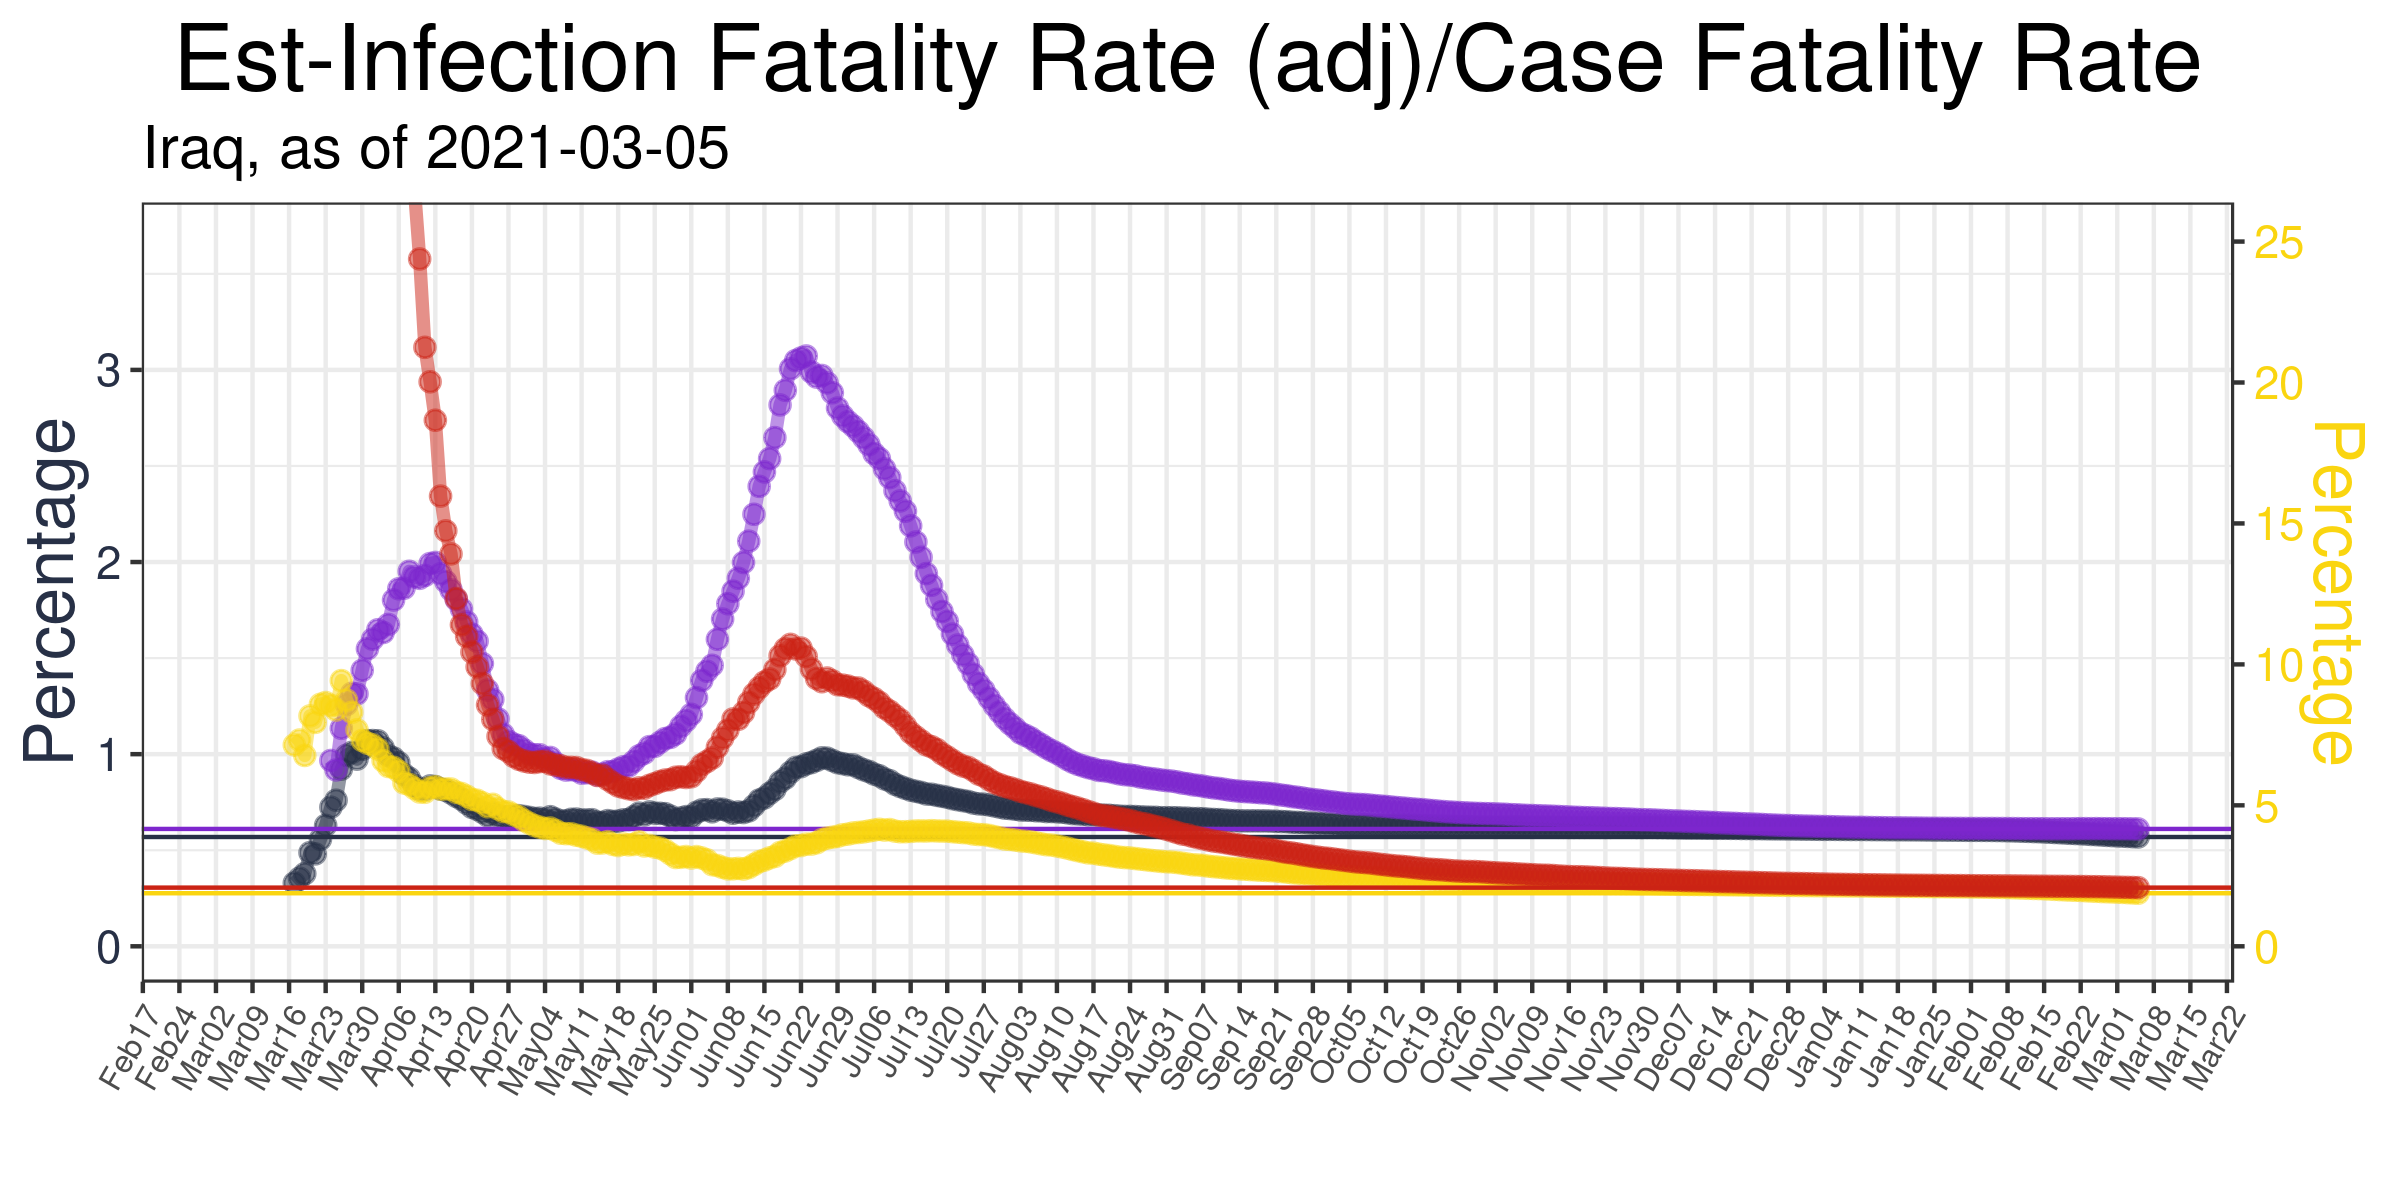 Est-Infection Fatality Rate (adj)/Case Fatality Rate
Iraq, as of 2021-03-05
Percentage
3
2
1
0
25
20
15
10
5
0
Percentage
Feb17
Feb24
Mar02
Mar09
Mar16
Mar23
Mar30
Apr06
Apr13
Apr20
Apr27
May04
May11
May18
May25
Jun01
Jun08
Jun15
Jun22
Jun29
Jul06
Jul13
Jul20
Jul27
Aug03
Aug10
Aug17
Aug24
Aug31
Sep07
Sep14
Sep21
Sep28
Oct05
Oct12
Oct19
Oct26
Nov02
Nov09
Nov16
Nov23
Nov30
Dec07
Dec14
Dec21
Dec28
Jan04
Jan11
Jan18
Jan25
Feb01
Feb08
Feb15
Feb22
Mar01
Mar08
Mar15
Mar22